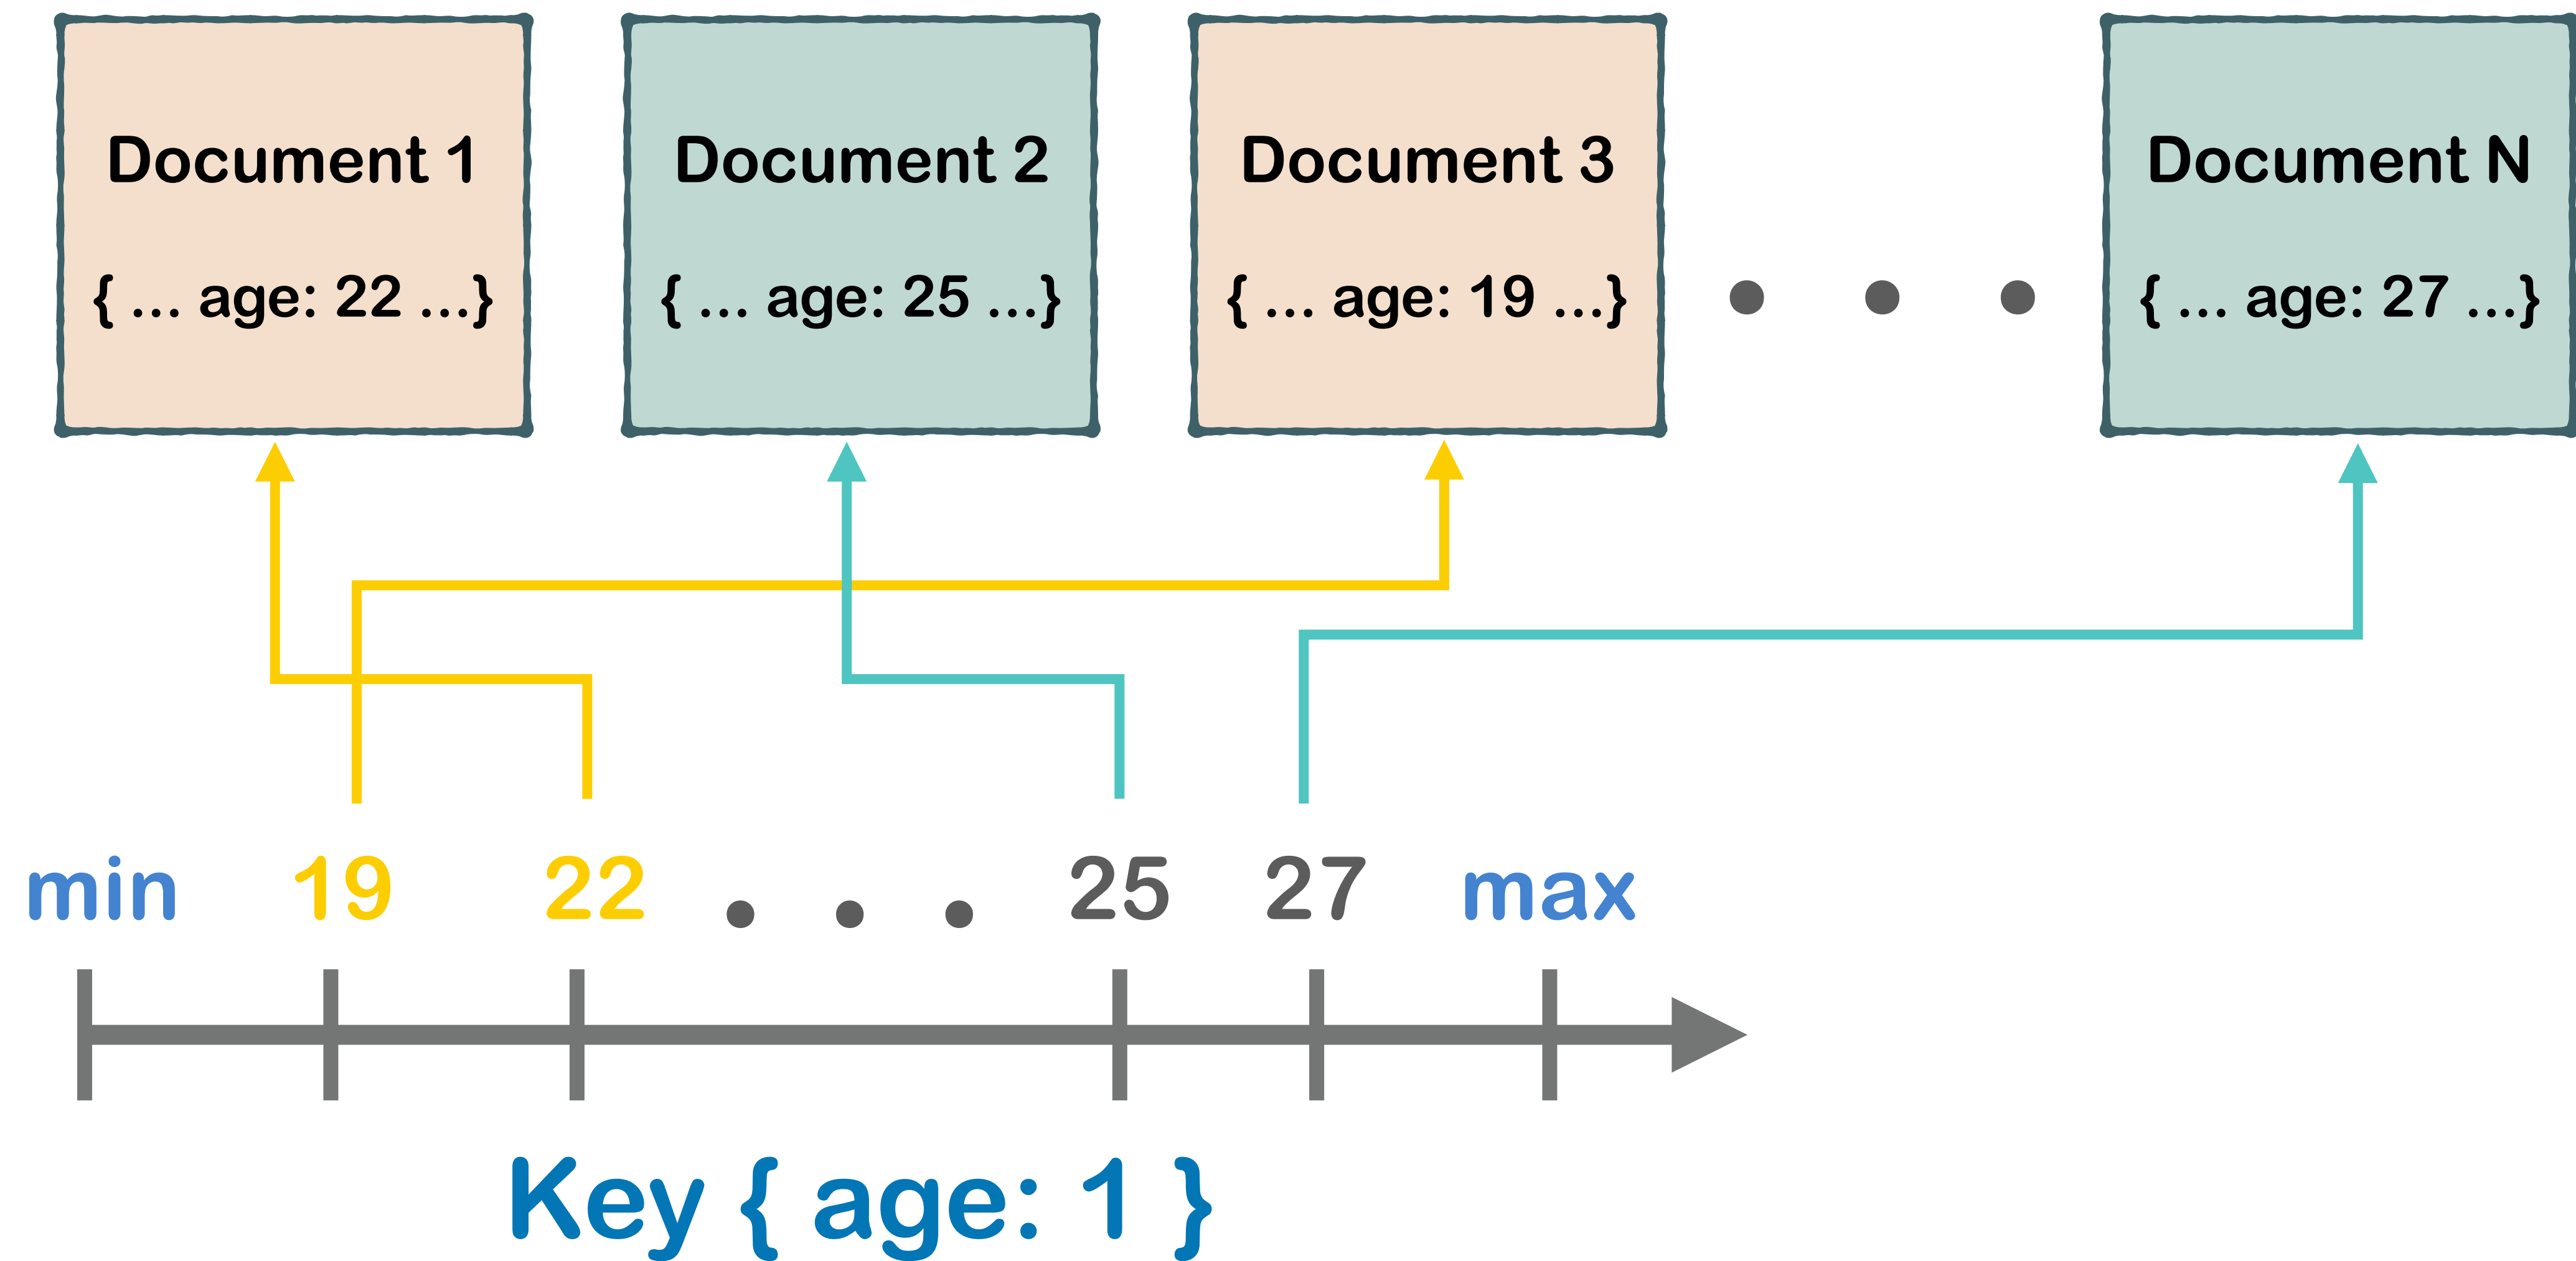 Document 1
{ ... age: 22 ...}
Document 2
{ ... age: 25 ...}
Document 3
{ ... age: 19 ...}
Document N
{ ... age: 27 ...}
min 19 22 . . . 25 27 max
Key { age: 1 }